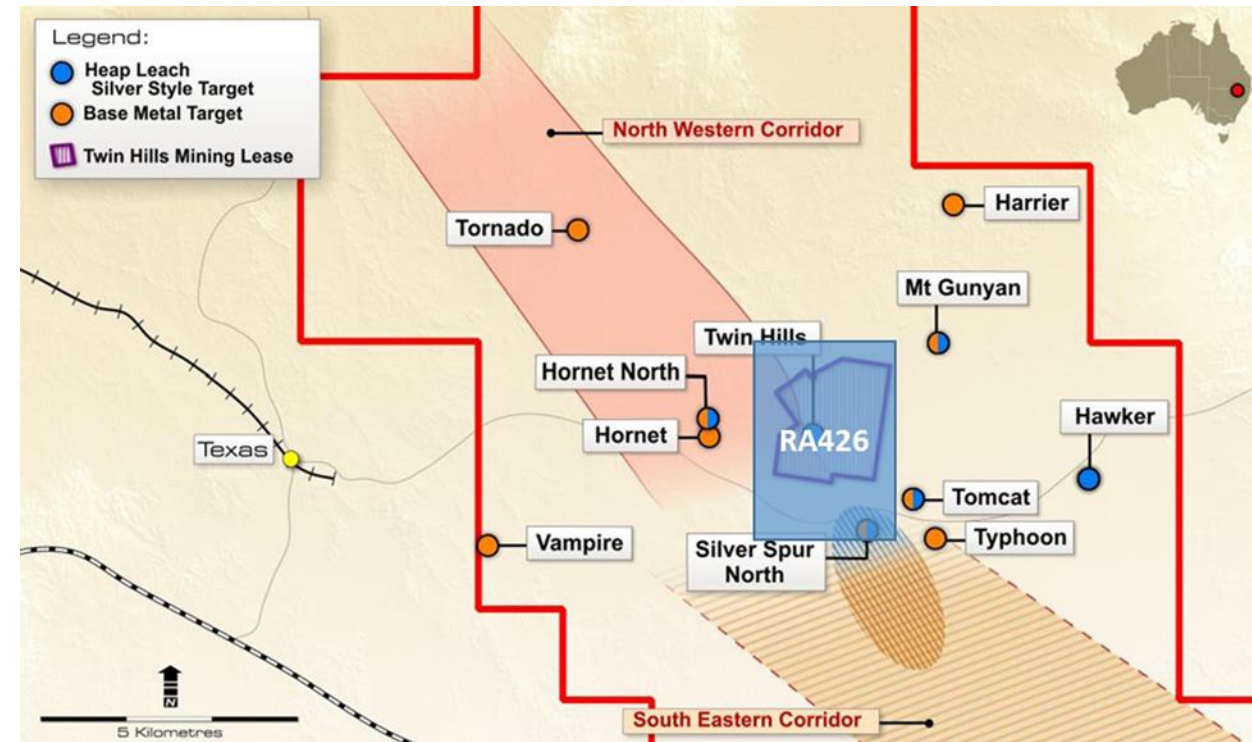 Legend:
Heap Leach
Silver Style Target
Base Metal Target
Twin Hills Mining Lease
North Western Corridor
Harrier
Tornado
Mt Gunyan
Twin Hills
Hornet North
Hawker
Hornet
RA426
Texas
Tomcat
Typhoon
Vampire
Silver Spur
North
N
South Eastern Corridor
5 Kilometres